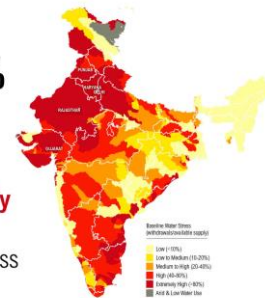 %
PUNJAB
HARYANA
DELHI
RAJASTHAN
GUJARAT
y
ss
Baseline Water Stress
(withdrawals/available supply)
Low (<10%)
Low to Medium (10-20%)
Medium to High (20-40%)
High (40-80%)
Extremely High (>80%)
Arid & Low Water Use